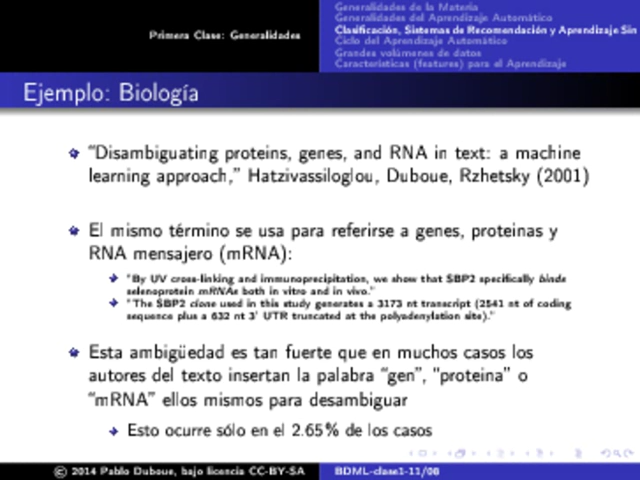 Primera Clase: Generalidades
Generalidades de la Materia
Generalidades del Aprendizaje Automático
Clasificación, Sistemas de Recomendación y Aprendizaje Sin
Ciclo del Aprendizaje Automático
Grandes volúmenes de datos
Características (features) para el Aprendizaje
Ejemplo: Biología
“Disambiguating proteins, genes, and RNA in text: a machine
learning approach,” Hatzivassiloglou, Duboue, Rzhetsky (2001)
El mismo término se usa para referirse a genes, proteinas y
RNA mensajero (mRNA):
“By UV cross-linking and immunoprecipitation, we show that SBP2 specifically binds
selenoprotein mRNAs both in vitro and in vivo.”
“The SBP2 clone used in this study generates a 3173 nt transcript (2541 nt of coding
sequence plus a 632 nt 3’ UTR truncated at the polyadenylation site).”
Esta ambigüedad es tan fuerte que en muchos casos los
autores del texto insertan la palabra “gen”, “proteina” o
“mRNA” ellos mismos para desambiguar
Esto ocurre sólo en el 2.65% de los casos
© 2014 Pablo Duboue, bajo licencia CC-BY-SA
BDML-clase1-11/08